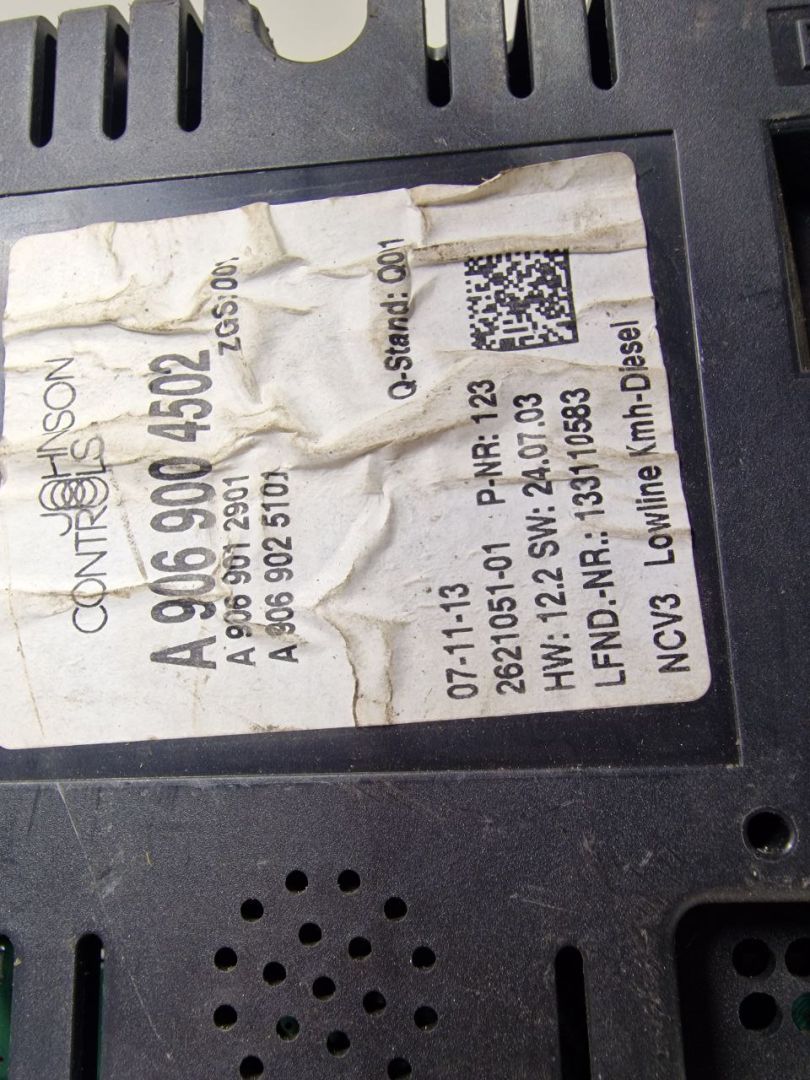 JOHNSON
CONTROLS
A 906 900 4502
ZGS: 001
A 906 901 2901
A 906 902 5101
Q-Stand: Q01
07-11-13
2621051-01 P-NR: 123
HW: 12.2 SW: 24.07.03
LFND.-NR.: 133110583
NCV3 Lowline Kmh-Diesel